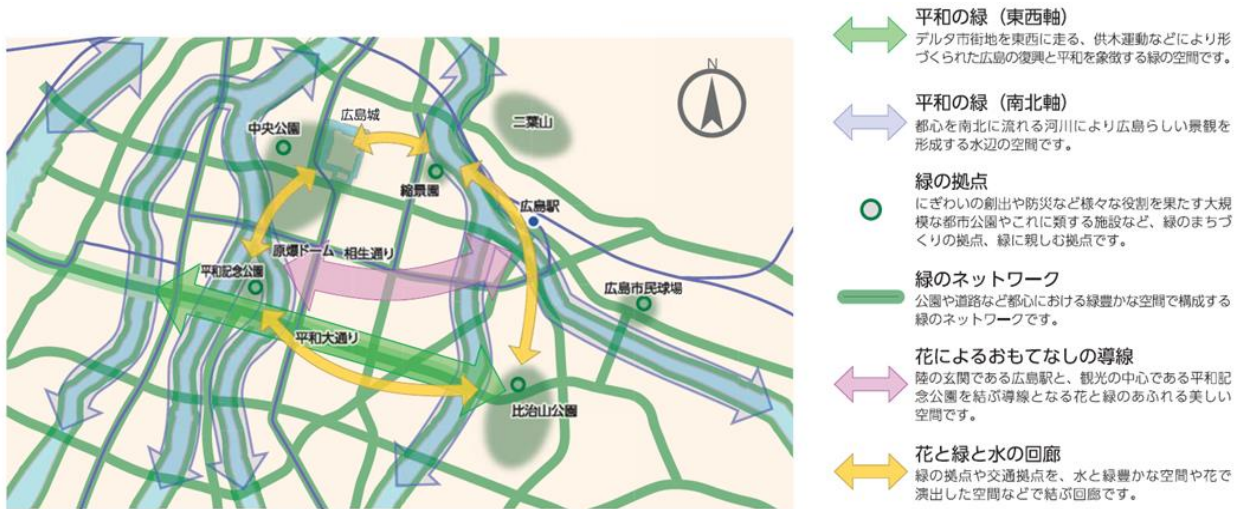 N
広島城
中央公園
二葉山
縮景園
広島駅
原爆ドーム
相生通り
平和記念公園
広島市民球場
平和大通り
比治山公園
平和の緑（東西軸）
デルタ市街地を東西に走る、供木運動などにより形
づくられた広島の復興と平和を象徴する緑の空間です。
平和の緑（南北軸）
都心を南北に流れる河川により広島らしい景観を
形成する水辺の空間です。
緑の拠点
にぎわいの創出や防災など様々な役割を果たす大規
模な都市公園やこれに類する施設など、緑のまちづ
くりの拠点、緑に親しむ拠点です。
緑のネットワーク
公園や道路など都心における緑豊かな空間で構成する
緑のネットワークです。
花によるおもてなしの導線
陸の玄関である広島駅と、観光の中心である平和記
念公園を結ぶ導線となる花と緑のあふれる美しい
空間です。
花と緑と水の回廊
緑の拠点や交通拠点を、水と緑豊かな空間や花で
演出した空間などで結ぶ回廊です。